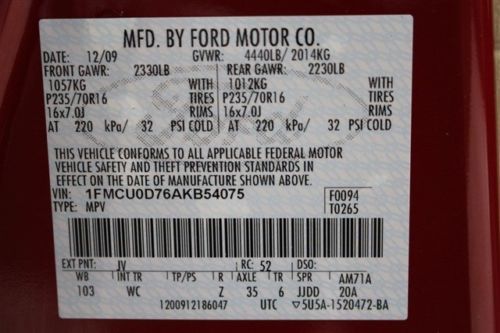 MFD. BY FORD MOTOR CO.
DATE: 12/09 GVWR: 4440LB/ 2014KG
FRONT GAWR: 2330LB REAR GAWR: 2230LB
1057KG WITH 1012KG WITH
P235/70R16 TIRES P235/70R16 TIRES
16x7.0J RIMS 16x7.0J RIMS
AT 220 kPa/ 32 PSI COLD AT 220 kPa/ 32 PSI COLD
THIS VEHICLE CONFORMS TO ALL APPLICABLE FEDERAL MOTOR
VEHICLE SAFETY AND THEFT PREVENTION STANDARDS IN
EFFECT ON THE DATE OF MANUFACTURE SHOWN ABOVE.
VIN: 1FMCU0D76AKB54075 F0094
TYPE: MPV T0265
EXT PNT: JV RC: 52 DSO:
WB INT TR TP/PS R AXLE TR SPR AM71A
103 WC Z 35 6 JJDD 20A
1200912186047 UTC ▽5U5A-1520472-BA